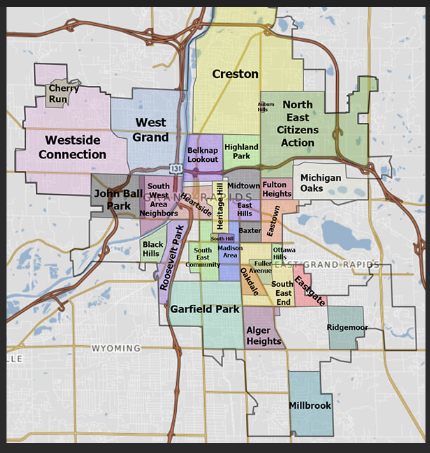 Creston
Cherry
Run
Auburn
Hills
North
East
Citizens
Action
West
Grand
Westside
Connection
Belknap
Lookout
Highland
Park
131
Michigan
Oaks
John Ball
Park
South
West
Area
Neighbors
Heartside
Heritage Hill
Midtown
Fulton
Heights
GRAND RAPIDS
East
Hills
Eastown
Baxter
South Hill
Black
Hills
Roosevelt Park
South
East
Community
Madison
Area
Ottawa
Hills
Fuller
Avenue
EAST GRAND RAPIDS
Oakdale
South
East
End
Eastgate
Garfield Park
Alger
Heights
Ridgemoor
WYOMING
LLE
Millbrook